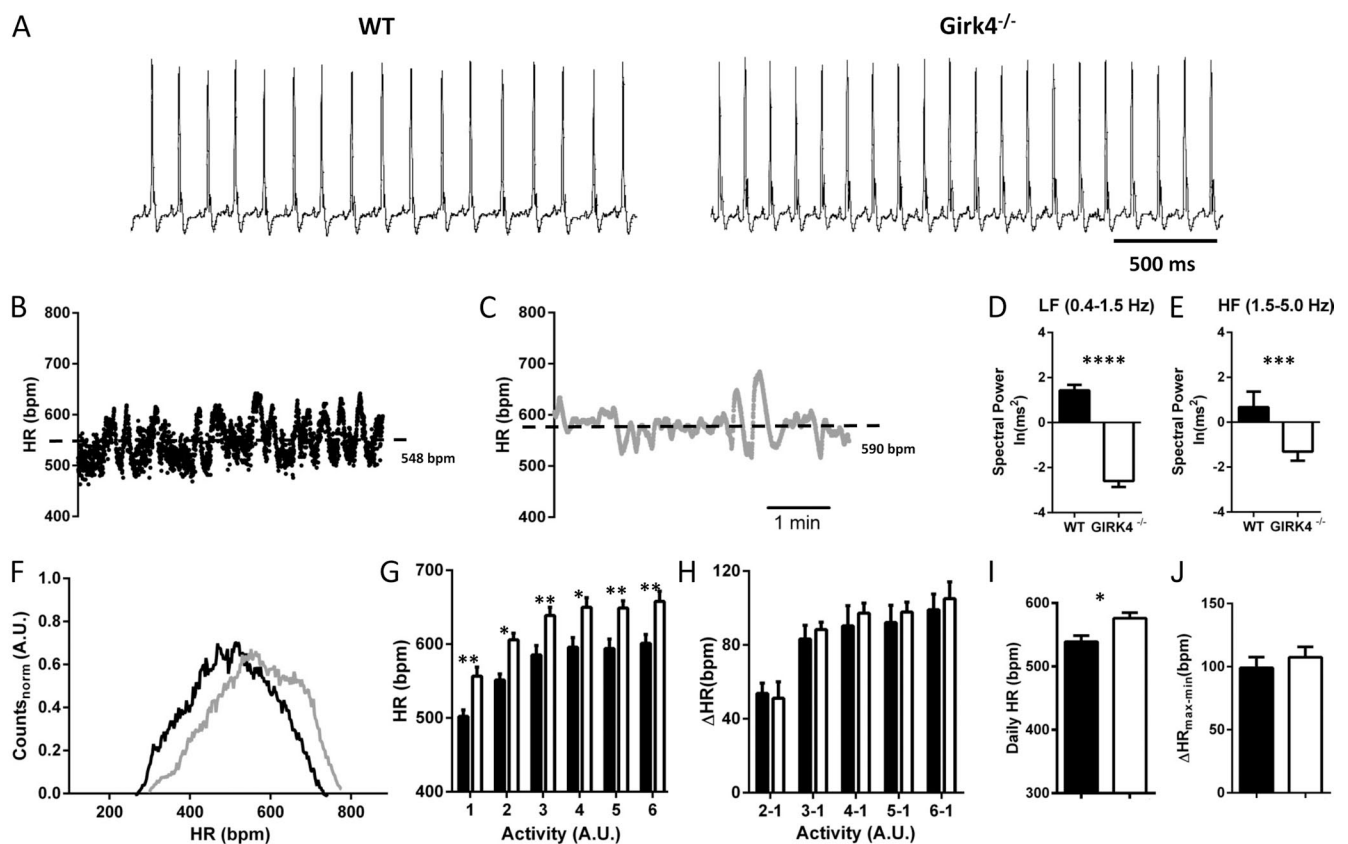 A
WT
Girk4-/-
500 ms
B
HR (bpm)
800
700
600
500
400
548 bpm
C
HR (bpm)
800
700
600
500
400
590 bpm
1 min
D
LF (0.4-1.5 Hz)
Spectral Power
ln(ms²)
4
2
0
-2
-4
****
WT GIRK4 -/-
E
HF (1.5-5.0 Hz)
Spectral Power
ln(ms²)
4
2
0
-2
-4
***
WT GIRK4 -/-
F
Countsnorm (A.U.)
1.0
0.8
0.6
0.4
0.2
0.0
200 400 600 800
HR (bpm)
G
HR (bpm)
700
600
500
400
** * ** * ** **
1 2 3 4 5 6
Activity (A.U.)
H
ΔHR(bpm)
120
80
40
0
2-1 3-1 4-1 5-1 6-1
Activity (A.U.)
I
Daily HR (bpm)
600
500
400
300
*
J
ΔHRmax-min(bpm)
150
100
50
0